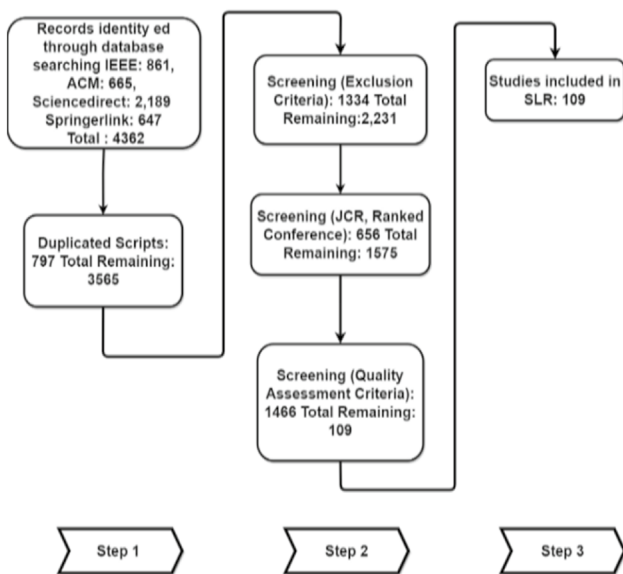 Records identity ed
through database
searching IEEE: 861,
ACM: 665,
Sciencedirect: 2,189
Springerlink: 647
Total : 4362
Duplicated Scripts:
797 Total Remaining:
3565
Screening (Exclusion
Criteria): 1334 Total
Remaining:2,231
Screening (JCR, Ranked
Conference): 656 Total
Remaining: 1575
Screening (Quality
Assessment Criteria):
1466 Total Remaining:
109
Studies included in
SLR: 109
Step 1
Step 2
Step 3